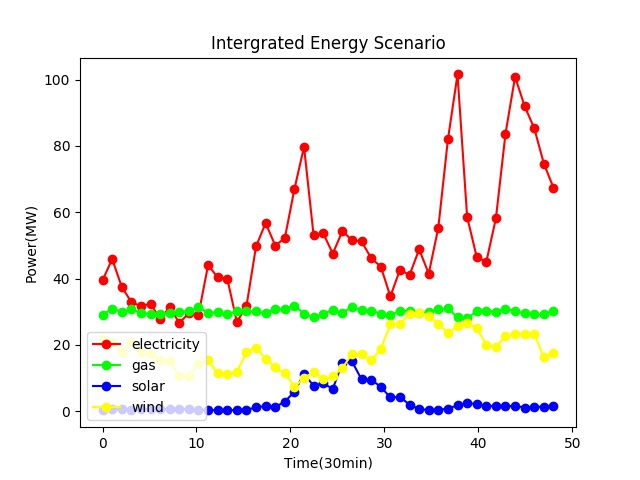 Intergrated Energy Scenario
Power(MW)
100
80
60
40
20
0
electricity
gas
solar
wind
0 10 20 30 40 50
Time(30min)